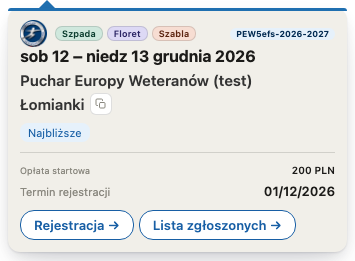 Szpada Floret Szabla PEW5efs-2026-2027
sob 12 – niedz 13 grudnia 2026
Puchar Europy Weteranów (test)
Łomianki
Najbliższe
Opłata startowa 200 PLN
Termin rejestracji 01/12/2026
Rejestracja → Lista zgłoszonych →